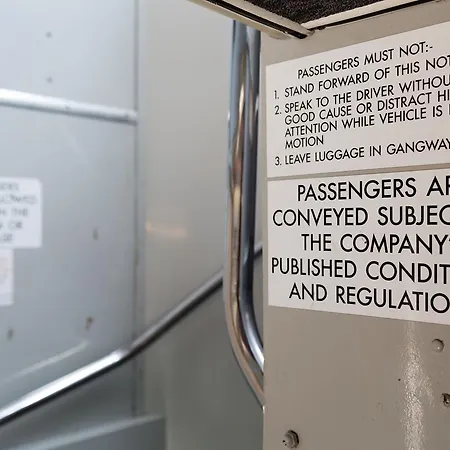 PASSENGERS MUST NOT:-
1. STAND FORWARD OF THIS NOT
2. SPEAK TO THE DRIVER WITHOU
GOOD CAUSE OR DISTRACT HI
ATTENTION WHILE VEHICLE IS
MOTION
3. LEAVE LUGGAGE IN GANGWAY
PASSENGERS AR
CONVEYED SUBJEC
THE COMPANY'
PUBLISHED CONDIT
AND REGULATIO